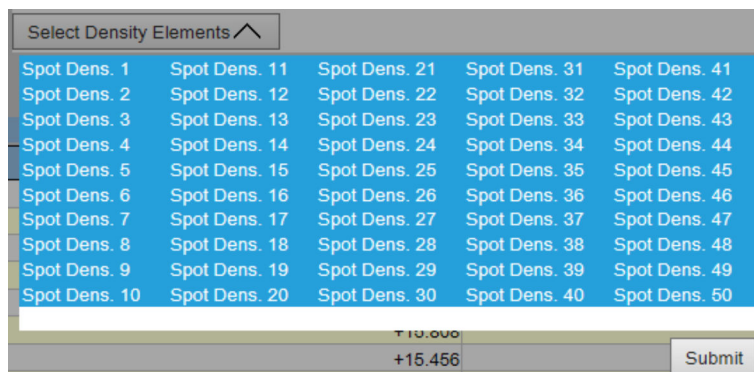 Select Density Elements
Spot Dens. 1 Spot Dens. 11 Spot Dens. 21 Spot Dens. 31 Spot Dens. 41
Spot Dens. 2 Spot Dens. 12 Spot Dens. 22 Spot Dens. 32 Spot Dens. 42
Spot Dens. 3 Spot Dens. 13 Spot Dens. 23 Spot Dens. 33 Spot Dens. 43
Spot Dens. 4 Spot Dens. 14 Spot Dens. 24 Spot Dens. 34 Spot Dens. 44
Spot Dens. 5 Spot Dens. 15 Spot Dens. 25 Spot Dens. 35 Spot Dens. 45
Spot Dens. 6 Spot Dens. 16 Spot Dens. 26 Spot Dens. 36 Spot Dens. 46
Spot Dens. 7 Spot Dens. 17 Spot Dens. 27 Spot Dens. 37 Spot Dens. 47
Spot Dens. 8 Spot Dens. 18 Spot Dens. 28 Spot Dens. 38 Spot Dens. 48
Spot Dens. 9 Spot Dens. 19 Spot Dens. 29 Spot Dens. 39 Spot Dens. 49
Spot Dens. 10 Spot Dens. 20 Spot Dens. 30 Spot Dens. 40 Spot Dens. 50
+15.456
Submit